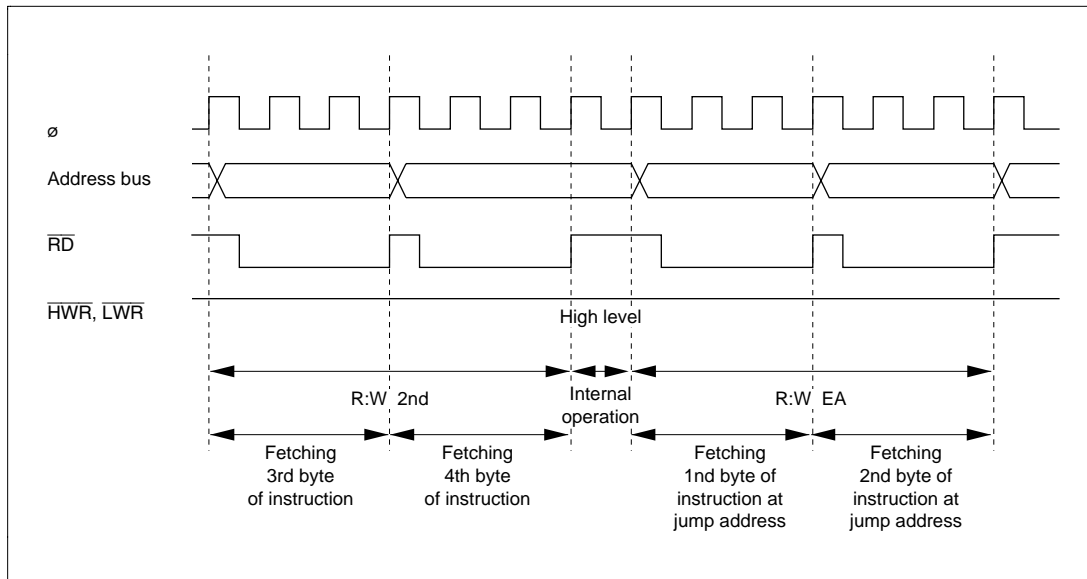 ø
Address bus
RD
HWR, LWR
High level
R:W 2nd
Internal
operation
R:W EA
Fetching
3rd byte
of instruction
Fetching
4th byte
of instruction
Fetching
1nd byte of
instruction at
jump address
Fetching
2nd byte of
instruction at
jump address